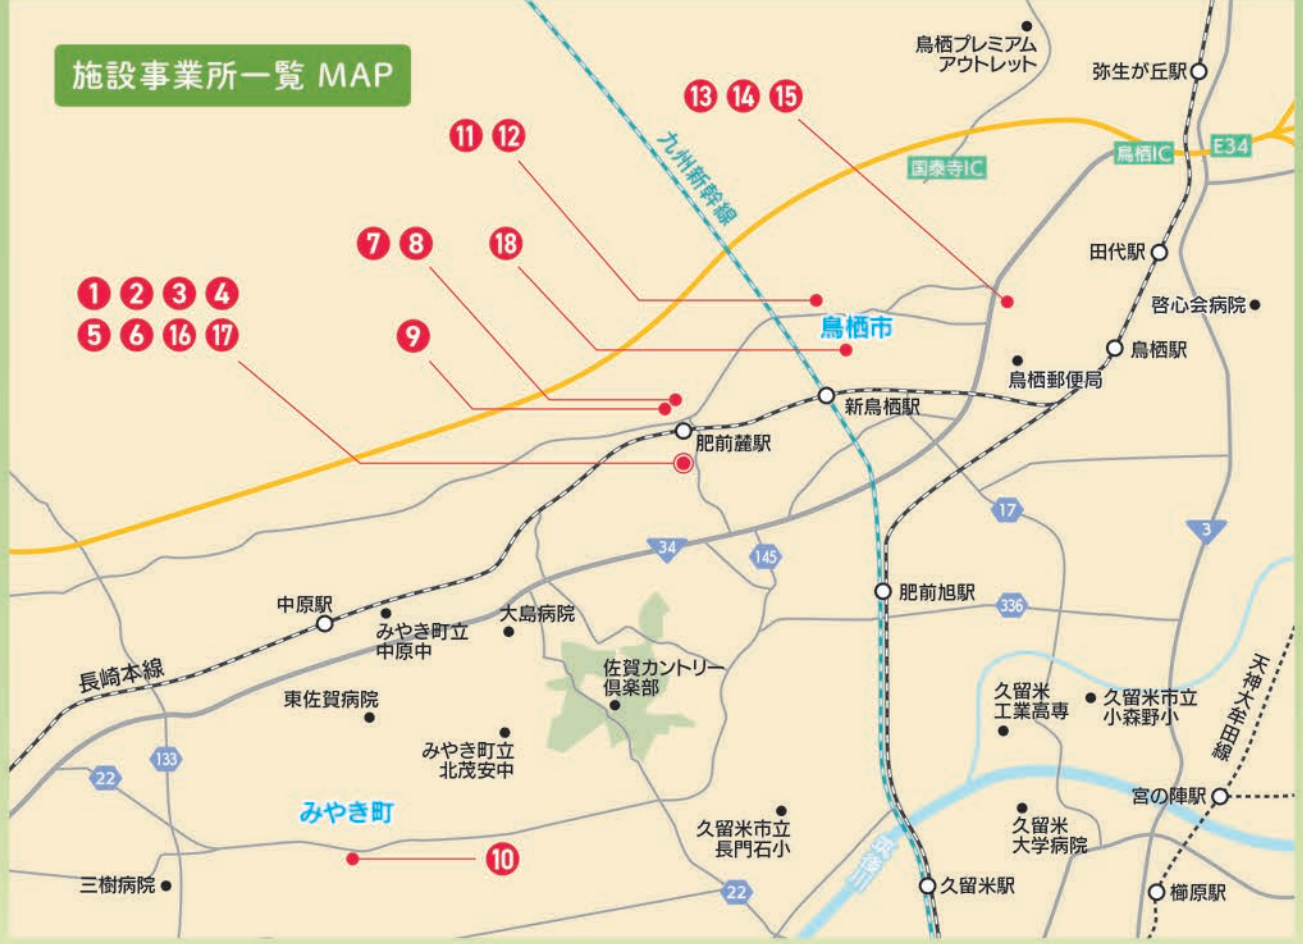 施設事業所一覧 MAP
鳥栖プレミアム
アウトレット
弥生が丘駅
13 14 15
11 12
九州新幹線
国泰寺IC
鳥栖IC
E34
7 8
18
田代駅
1 2 3 4
5 6 16 17
9
啓心会病院
鳥栖市
鳥栖駅
鳥栖郵便局
新鳥栖駅
肥前麓駅
17
3
34
145
肥前旭駅
336
中原駅
みやき町立
中原中
大島病院
長崎本線
佐賀カントリー
倶楽部
東佐賀病院
天神大牟田線
久留米
工業高専
久留米市立
小森野小
みやき町立
北茂安中
133
22
宮の陣駅
みやき町
久留米市立
長門石小
久留米
大学病院
10
筑後川
三樹病院
22
久留米駅
櫛原駅